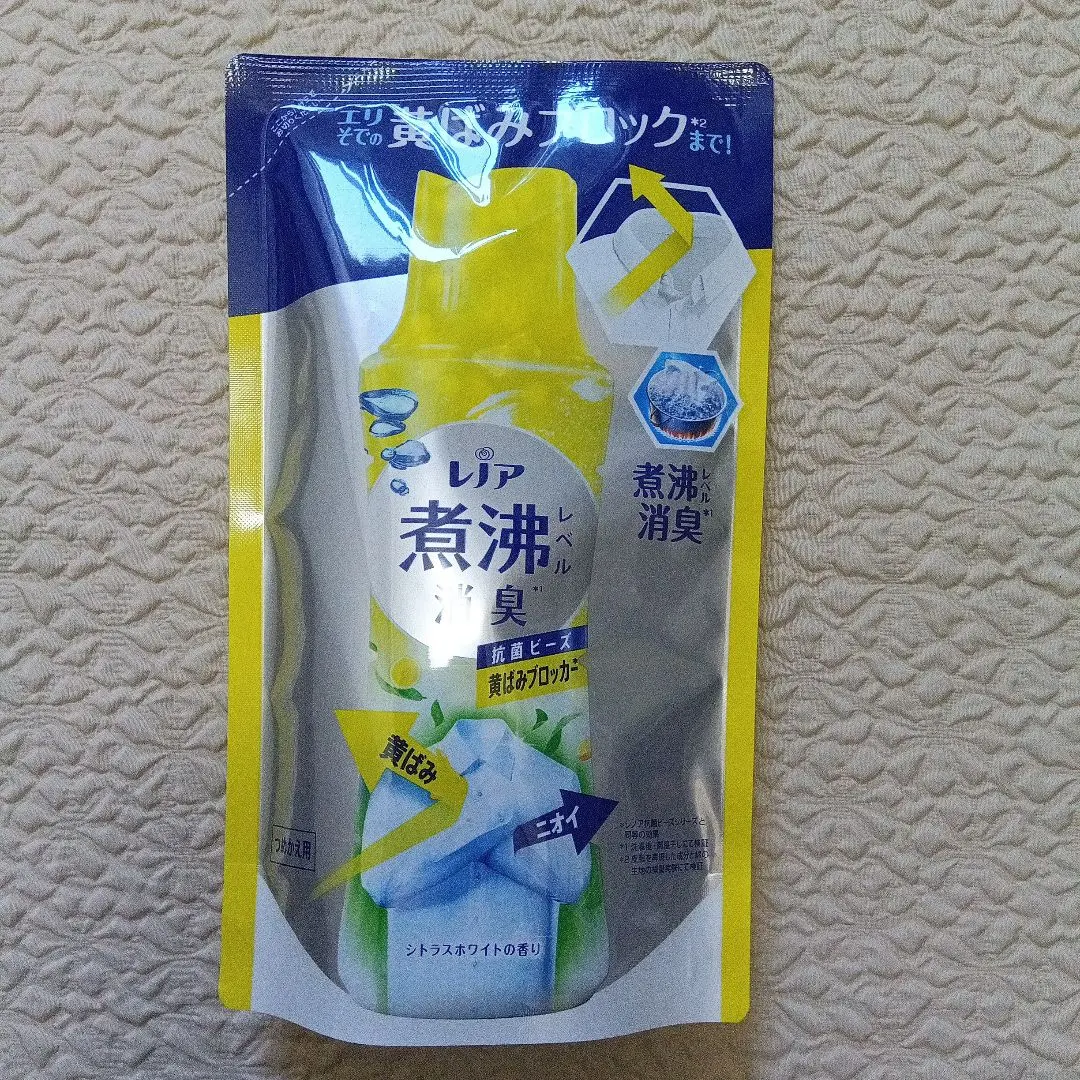 エリ
そでの
黄ばみブロック*2
まで!
レノア
煮沸
レベル
消臭*1
抗菌ビーズ
黄ばみブロッカー
煮沸
レベル
消臭*1
黄ばみ
ニオイ
つめかえ用
シトラスホワイトの香り